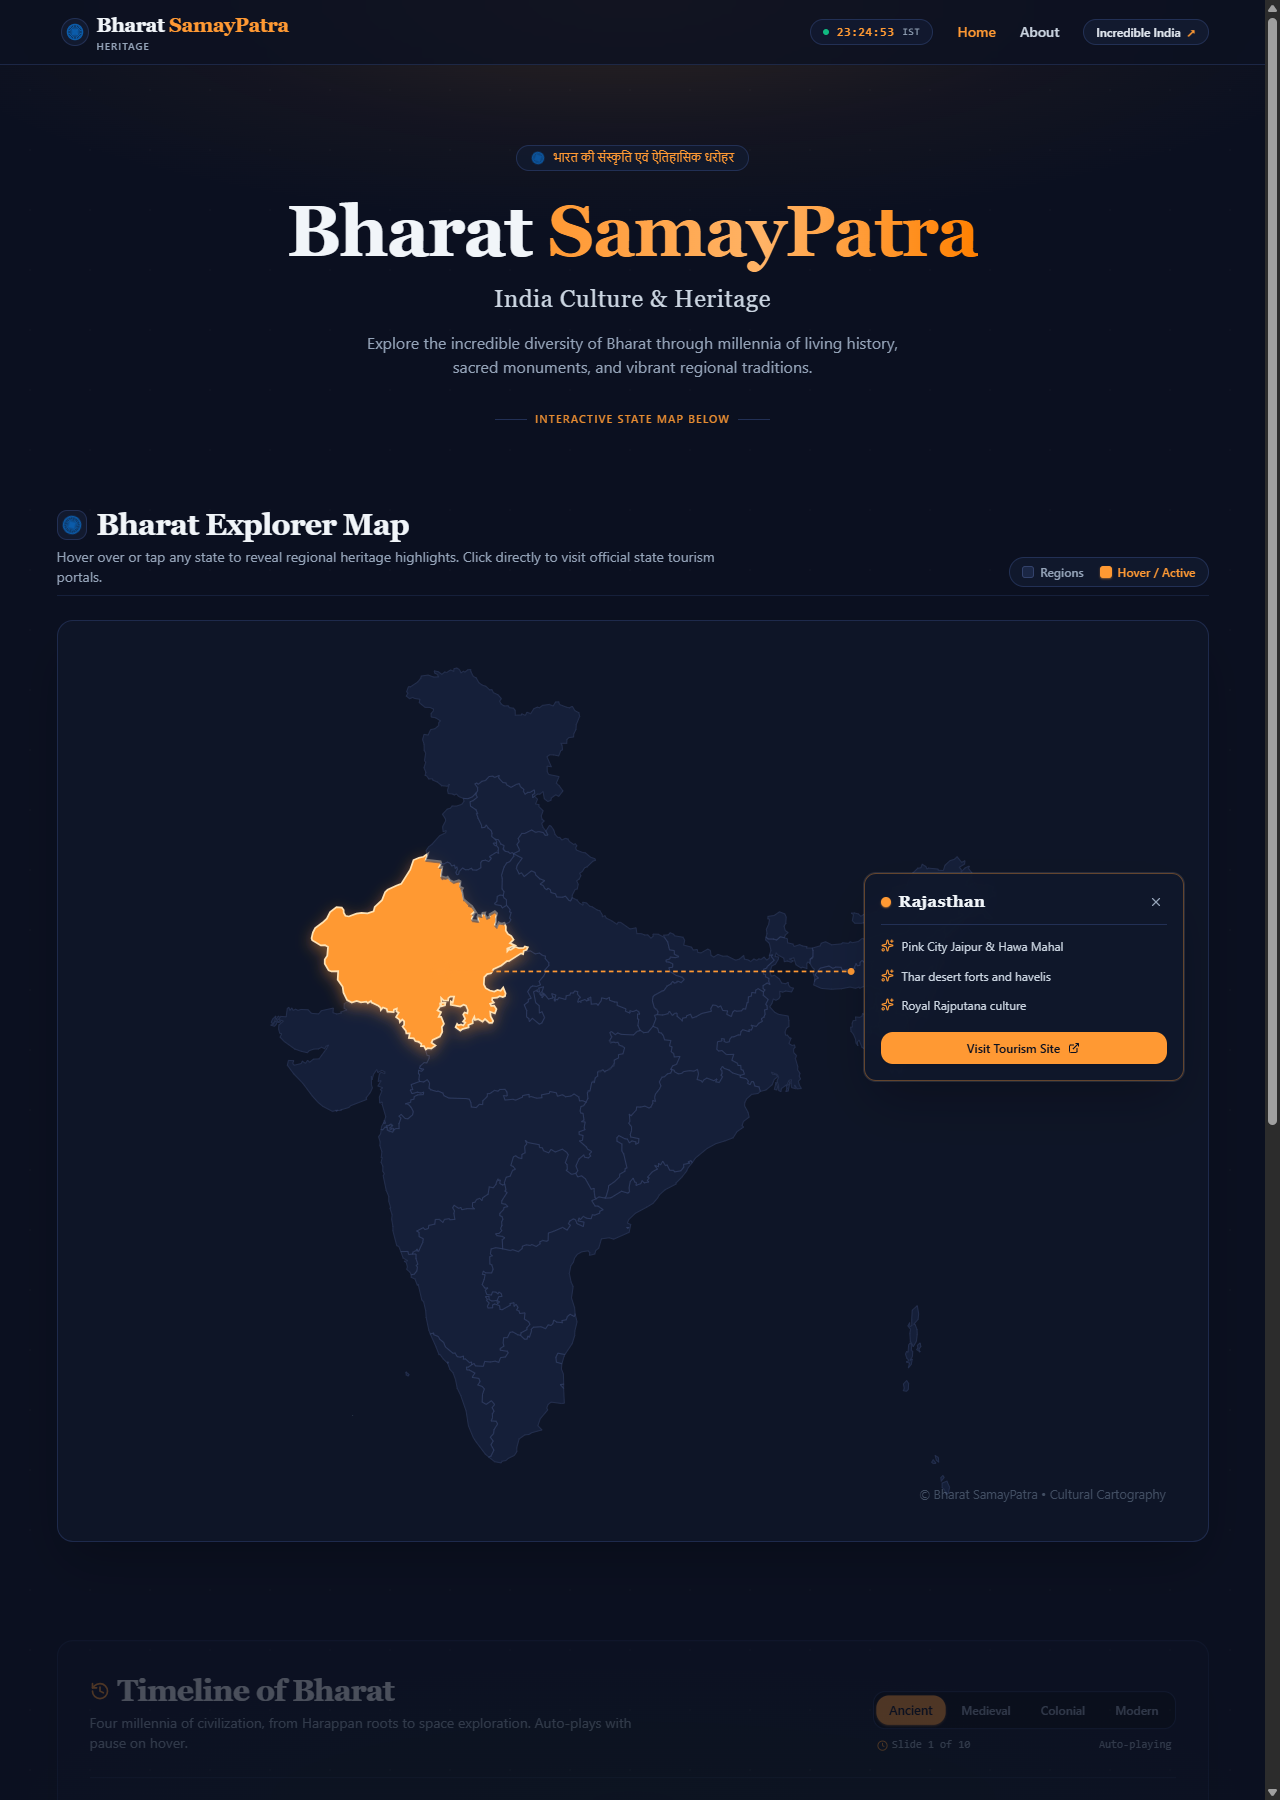 Bharat SamayPatra
HERITAGE
23:24:53 IST
Home
About
Incredible India ↗
भारत की संस्कृति एवं ऐतिहासिक धरोहर
Bharat SamayPatra
India Culture & Heritage
Explore the incredible diversity of Bharat through millennia of living history,
sacred monuments, and vibrant regional traditions.
INTERACTIVE STATE MAP BELOW
Bharat Explorer Map
Hover over or tap any state to reveal regional heritage highlights. Click directly to visit official state tourism
portals.
Regions
Hover / Active
Rajasthan
Pink City Jaipur & Hawa Mahal
Thar desert forts and havelis
Royal Rajputana culture
Visit Tourism Site
© Bharat SamayPatra • Cultural Cartography
Timeline of Bharat
Four millennia of civilization, from Harappan roots to space exploration. Auto-plays with
pause on hover.
Ancient
Medieval
Colonial
Modern
Slide 1 of 10
Auto-playing